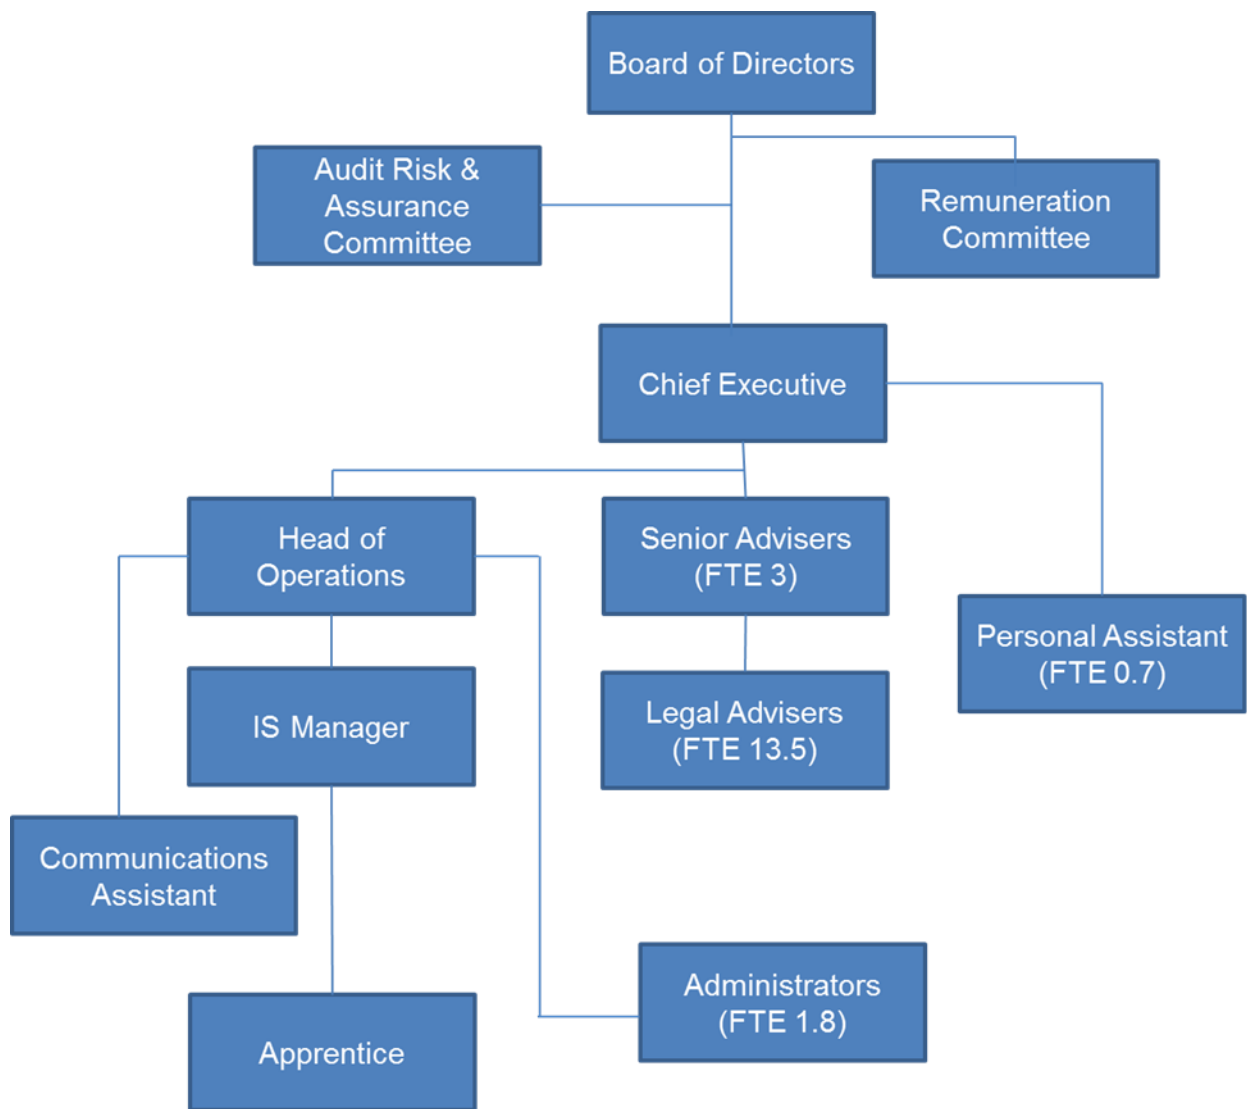 Board of Directors
Audit Risk &
Assurance
Committee
Remuneration
Committee
Chief Executive
Head of
Operations
Senior Advisers
(FTE 3)
Personal Assistant
(FTE 0.7)
IS Manager
Legal Advisers
(FTE 13.5)
Communications
Assistant
Administrators
(FTE 1.8)
Apprentice